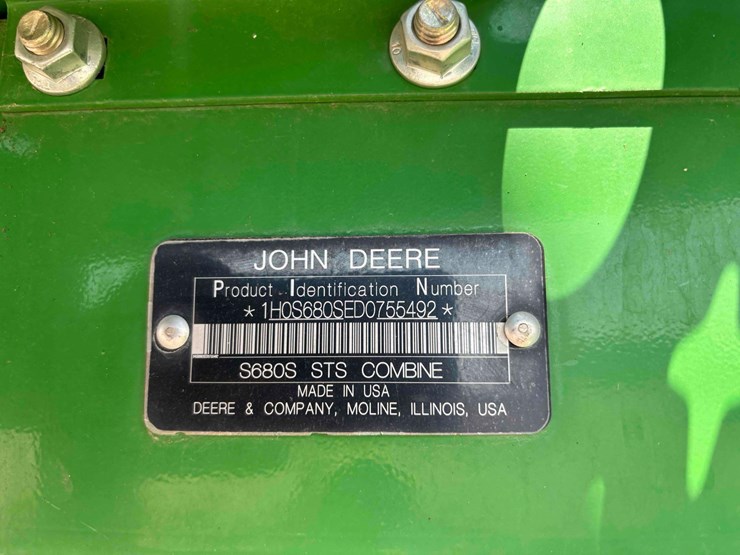 JOHN DEERE
Product Identification Number
*1H0S680SED0755492*
S680S STS COMBINE
MADE IN USA
DEERE & COMPANY, MOLINE, ILLINOIS, USA